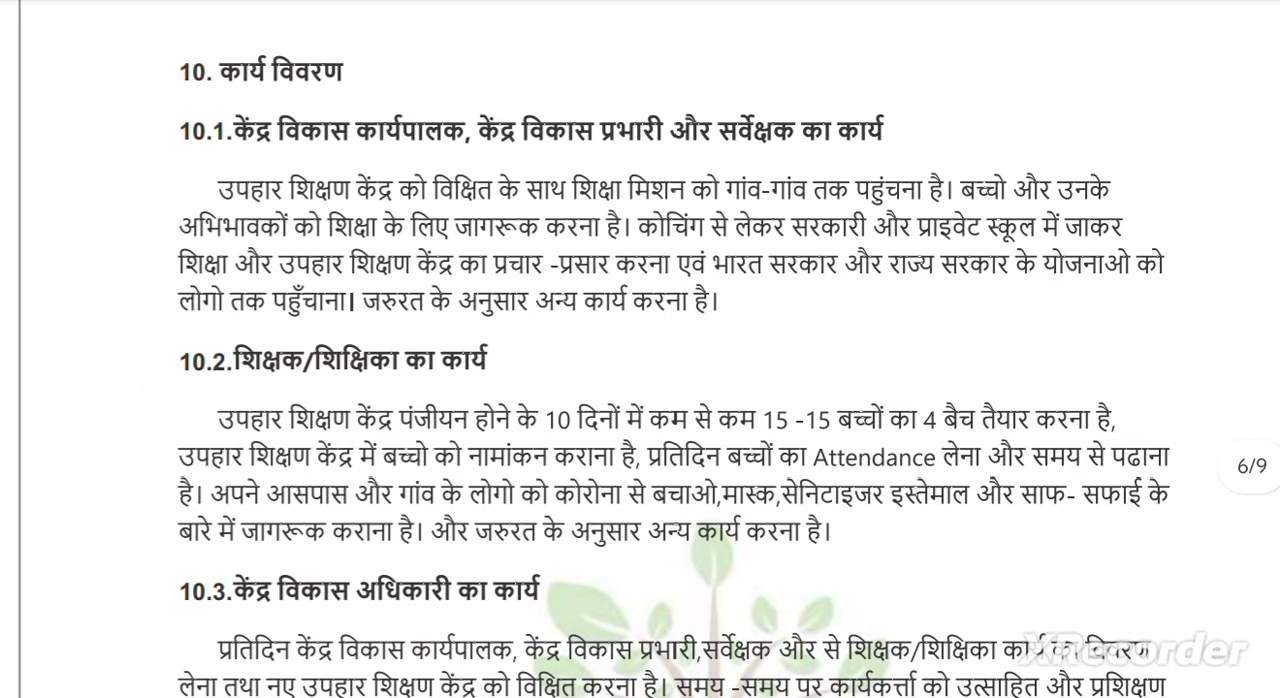 10. कार्य विवरण
10.1.केंद्र विकास कार्यपालक, केंद्र विकास प्रभारी और सर्वेक्षक का कार्य
उपहार शिक्षण केंद्र को विक्षित के साथ शिक्षा मिशन को गांव-गांव तक पहुंचना है। बच्चो और उनके
अभिभावकों को शिक्षा के लिए जागरूक करना है। कोचिंग से लेकर सरकारी और प्राइवेट स्कूल में जाकर
शिक्षा और उपहार शिक्षण केंद्र का प्रचार -प्रसार करना एवं भारत सरकार और राज्य सरकार के योजनाओ को
लोगो तक पहुँचाना। जरुरत के अनुसार अन्य कार्य करना है।
10.2.शिक्षक/शिक्षिका का कार्य
उपहार शिक्षण केंद्र पंजीयन होने के 10 दिनों में कम से कम 15 -15 बच्चों का 4 बैच तैयार करना है,
उपहार शिक्षण केंद्र में बच्चो को नामांकन कराना है, प्रतिदिन बच्चों का Attendance लेना और समय से पढाना
है। अपने आसपास और गांव के लोगो को कोरोना से बचाओ,मास्क,सेनिटाइजर इस्तेमाल और साफ- सफाई के
बारे में जागरूक कराना है। और जरुरत के अनुसार अन्य कार्य करना है।
6/9
10.3.केंद्र विकास अधिकारी का कार्य
प्रतिदिन केंद्र विकास कार्यपालक, केंद्र विकास प्रभारी,सर्वेक्षक और से शिक्षक/शिक्षिका कार्य का विवरण
लेना तथा नए उपहार शिक्षण केंद्र को विक्षित करना है। समय -समय पर कार्यकर्त्ता को उत्साहित और प्रशिक्षण
XRecorder